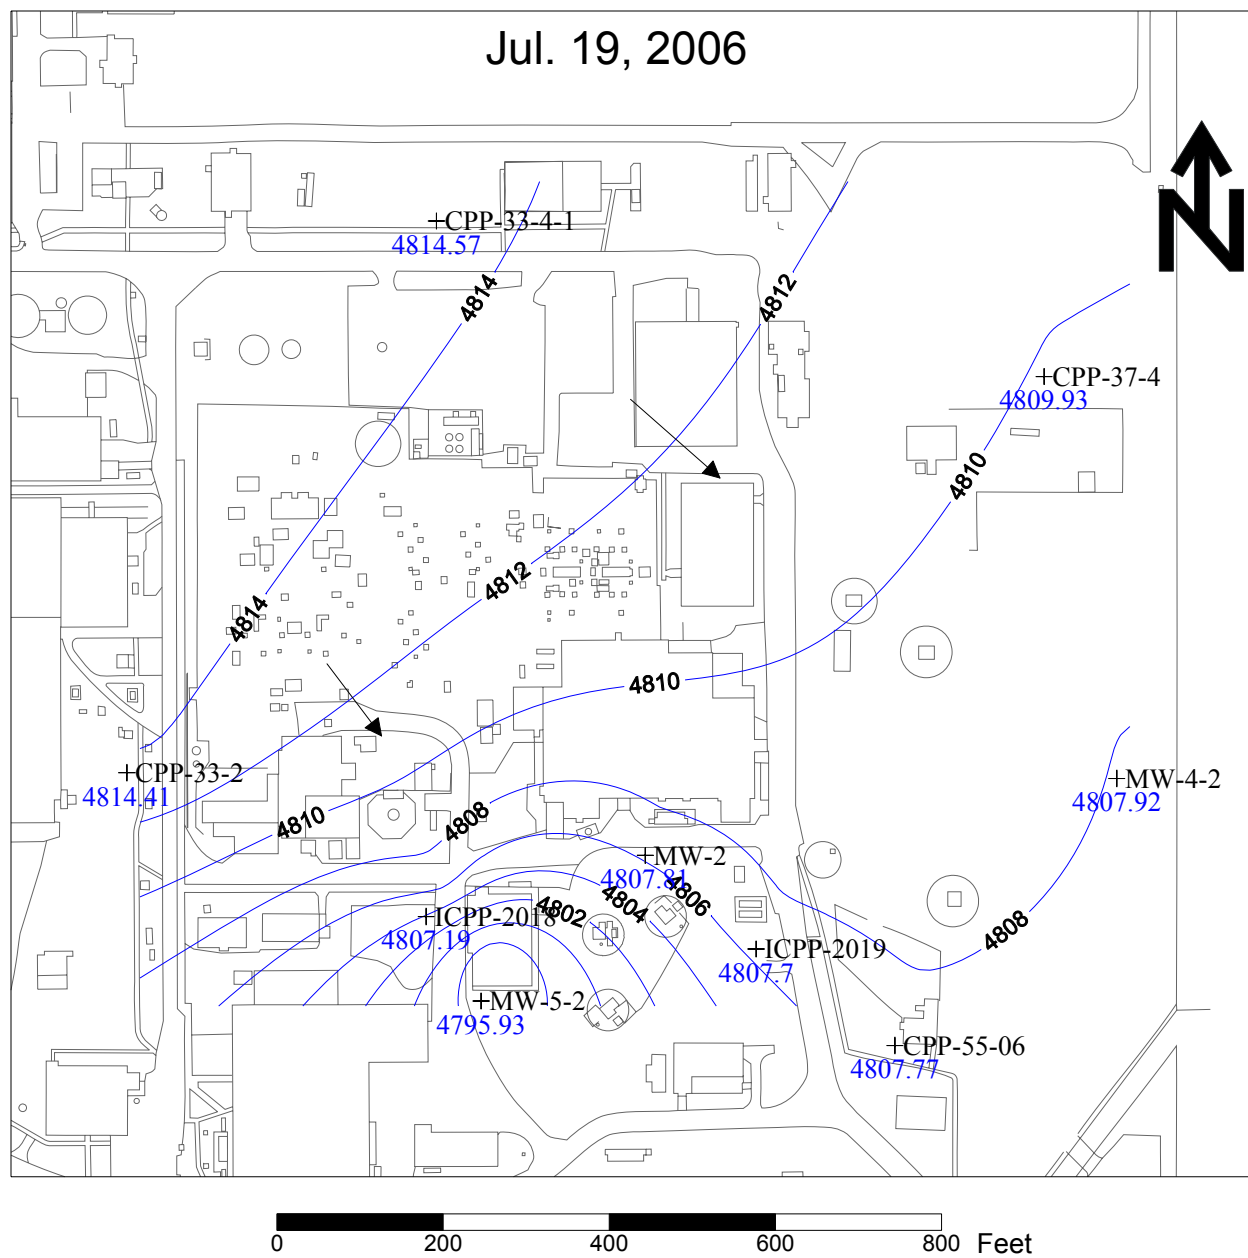 Jul. 19, 2006
N
CPP-33-4-1
4814.57
4814
4812
CPP-37-4
4809.93
4810
4812
4814
4810
CPP-33-2
4814.41
MW-4-2
4807.92
4810
4808
MW-2
4807.81
4806
4804
4802
ICPP-2018
4807.19
4808
ICPP-2019
4807.7
MW-5-2
4795.93
CPP-55-06
4807.77
0 200 400 600 800 Feet